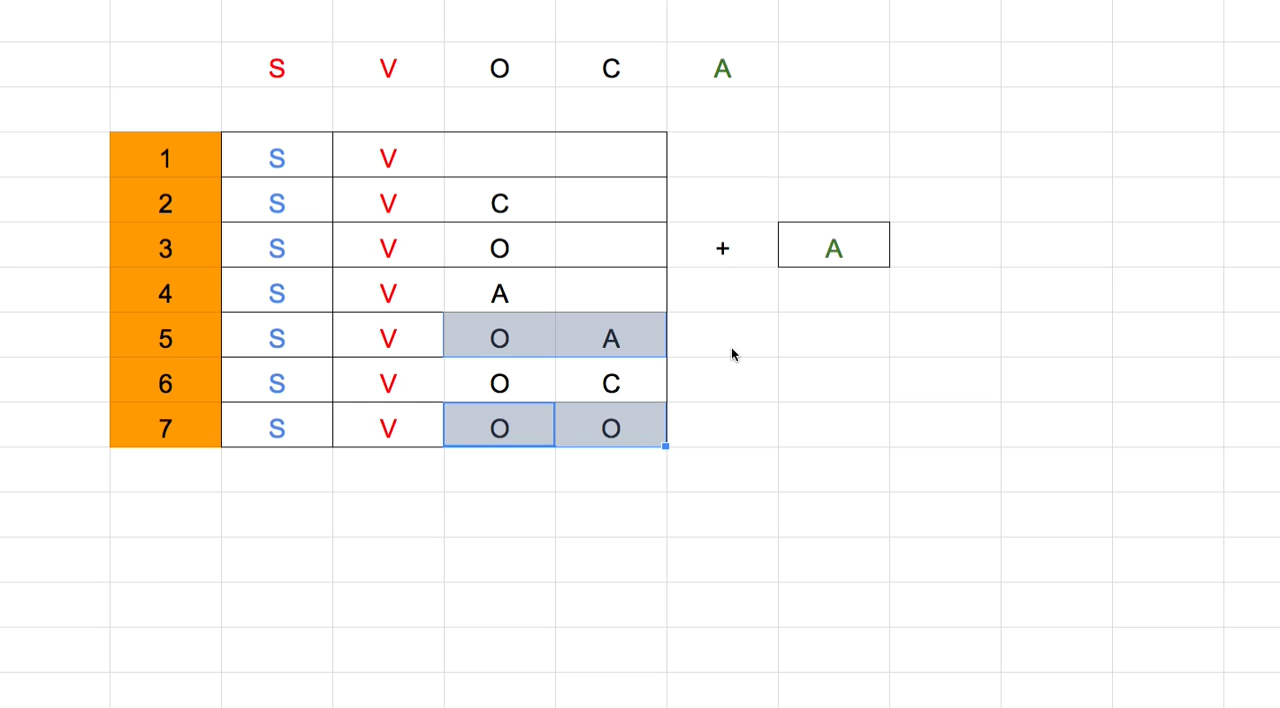 S V O C A
1 S V
2 S V C
3 S V O + A
4 S V A
5 S V O A
6 S V O C
7 S V O O